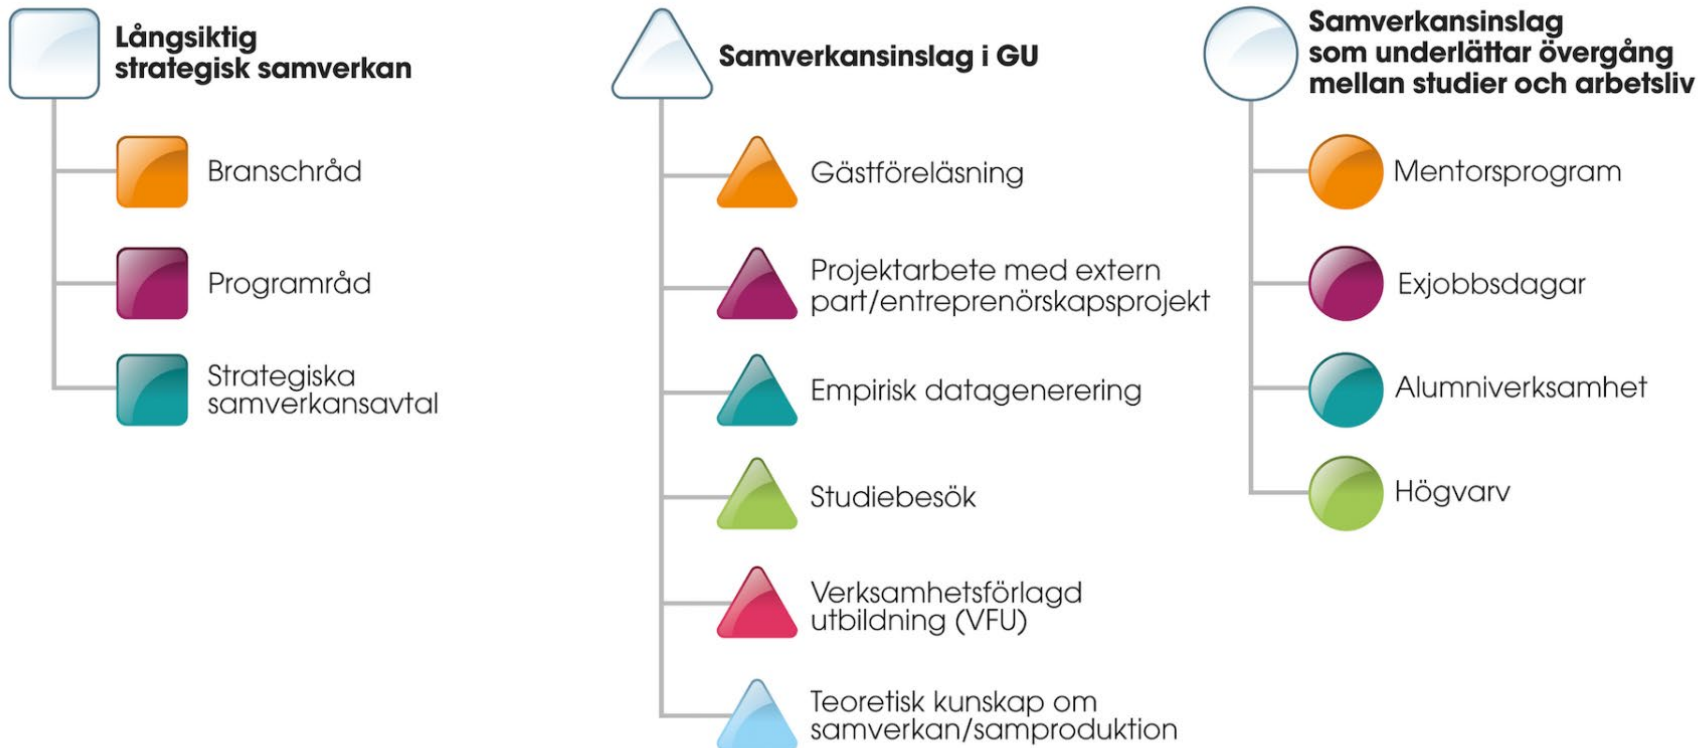 Långsiktig
strategisk samverkan
Branschråd
Programråd
Strategiska
samverkansavtal
Samverkansinslag i GU
Gästföreläsning
Projektarbete med extern
part/entreprenörskapsprojekt
Empirisk datagenerering
Studiebesök
Verksamhetsförlagd
utbildning (VFU)
Teoretisk kunskap om
samverkan/samproduktion
Samverkansinslag
som underlättar övergång
mellan studier och arbetsliv
Mentorsprogram
Exjobbsdagar
Alumniverksamhet
Högvarv